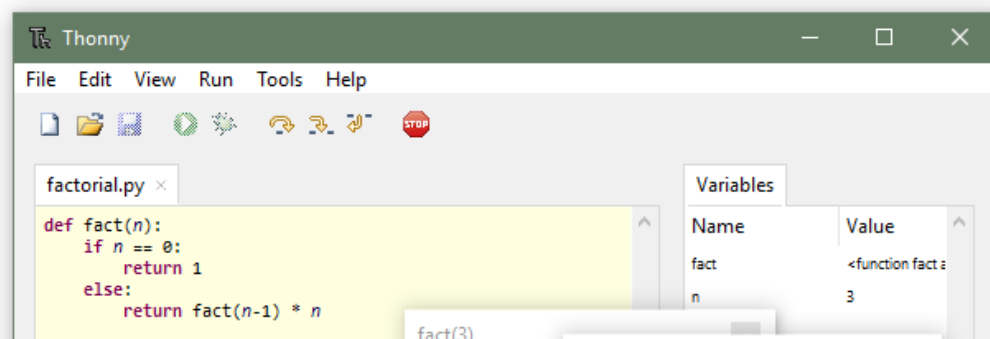 Thonny
File Edit View Run Tools Help
STOP
factorial.py
Variables
def fact(n):
    if n == 0:
        return 1
    else:
        return fact(n-1) * n
Name Value
fact <function fact a
n 3
fact(3)